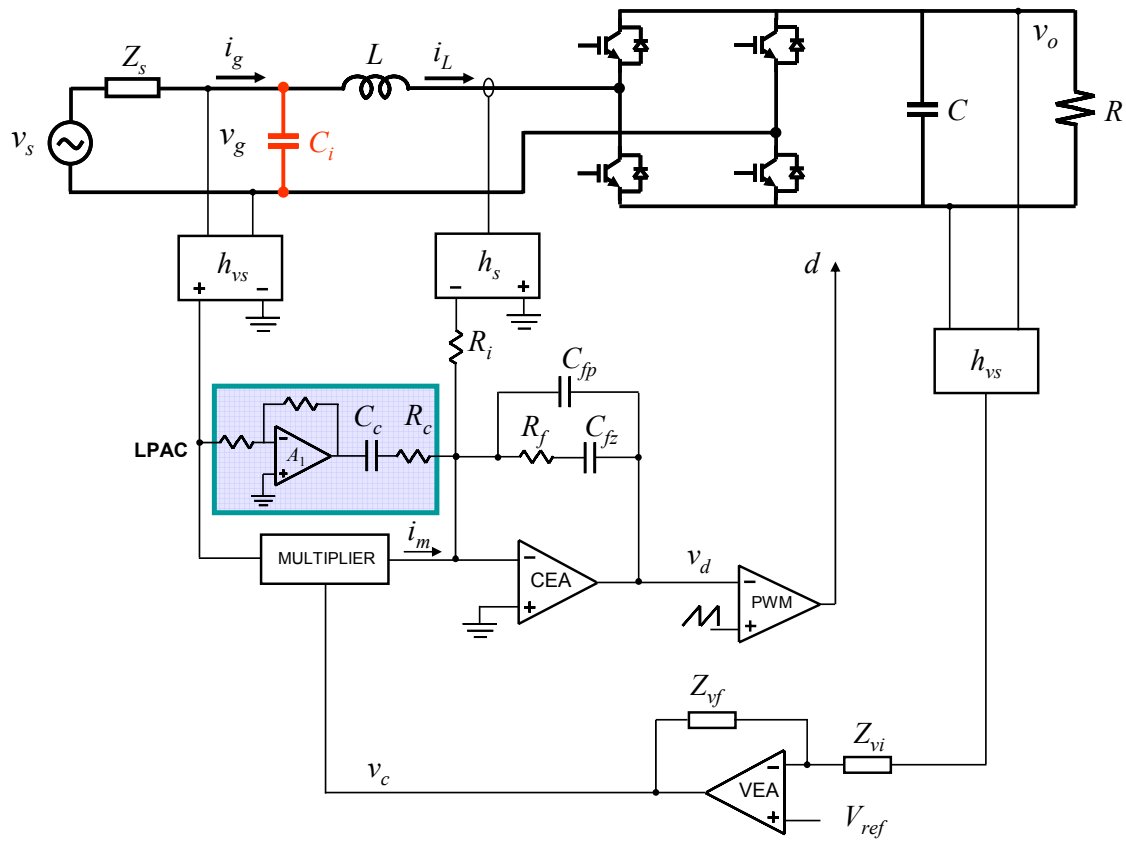 Z_s
i_g
L
i_L
v_o
v_s
v_g
C_i
C
R
h_vs
+ −
h_s
− +
d
R_i
h_vs
C_fp
LPAC
− A_1 +
C_c
R_c
R_f
C_fz
MULTIPLIER
i_m
− CEA +
v_d
− PWM +
Z_vf
Z_vi
v_c
− VEA +
V_ref